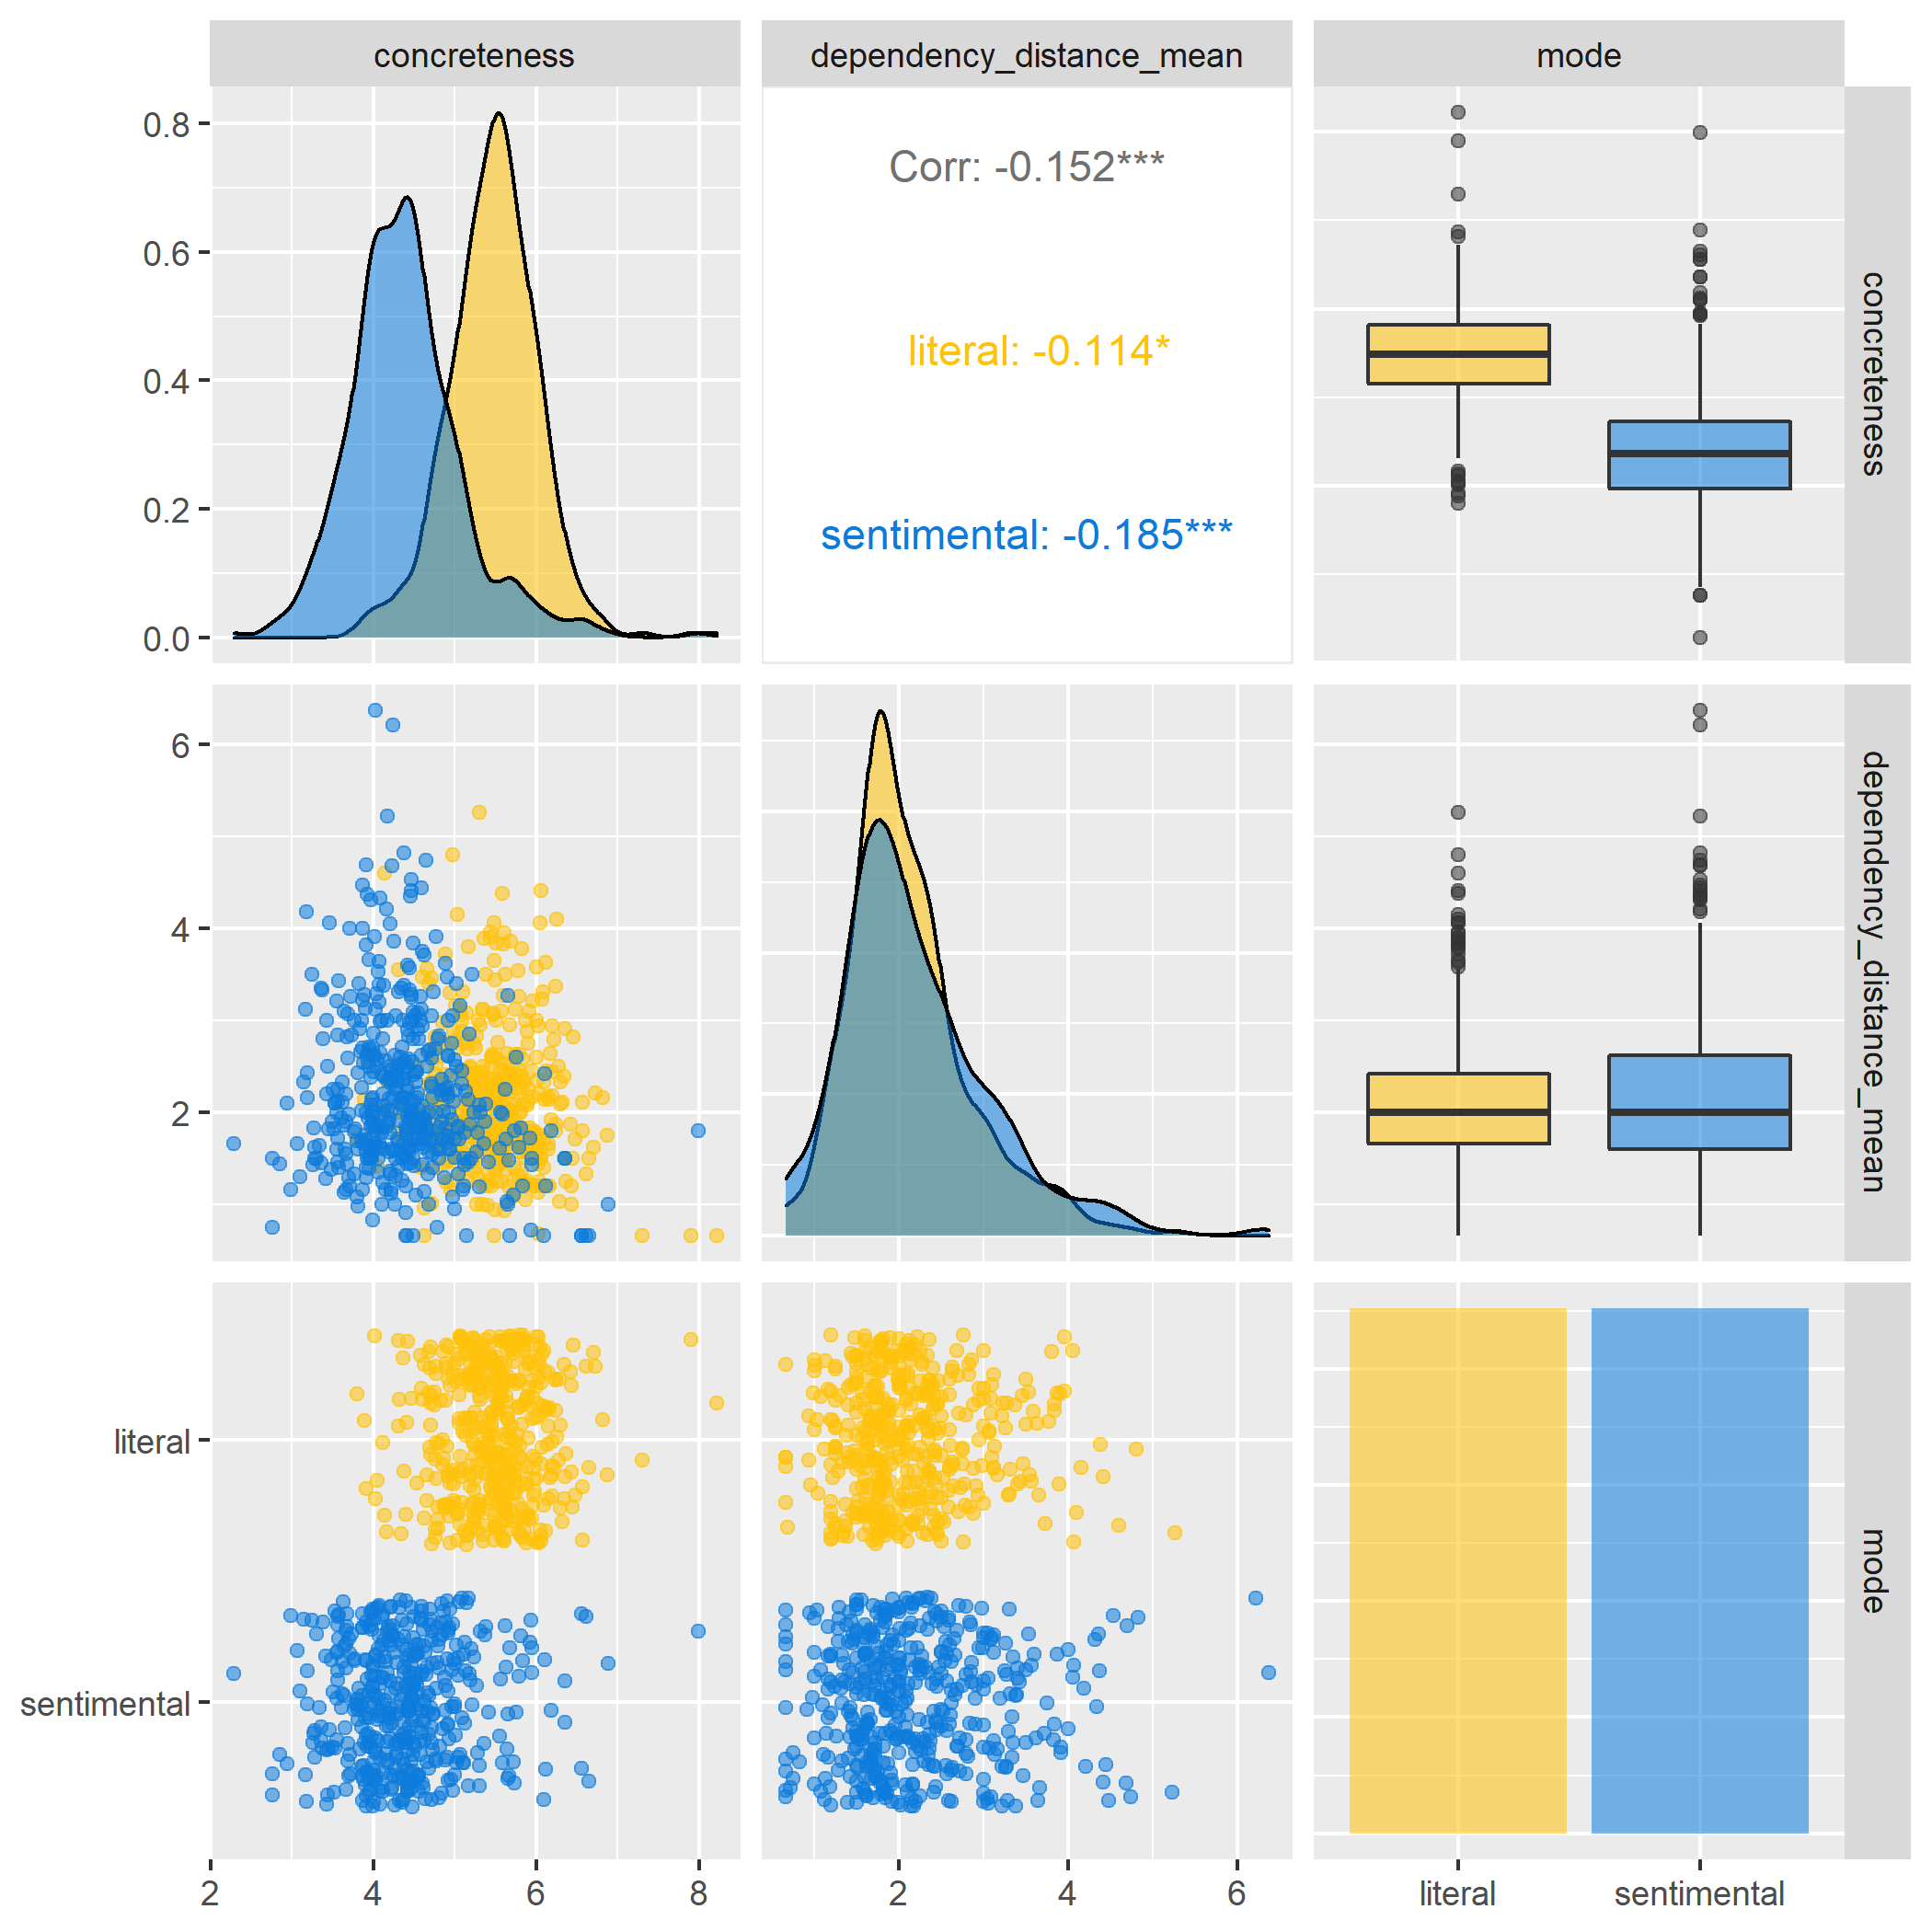 concreteness dependency_distance_mean mode
0.8
0.6
0.4
0.2
0.0
Corr: -0.152***
literal: -0.114*
sentimental: -0.185***
concreteness
6
4
2
dependency_distance_mean
literal
sentimental
mode
2 4 6 8
2 4 6
literal sentimental